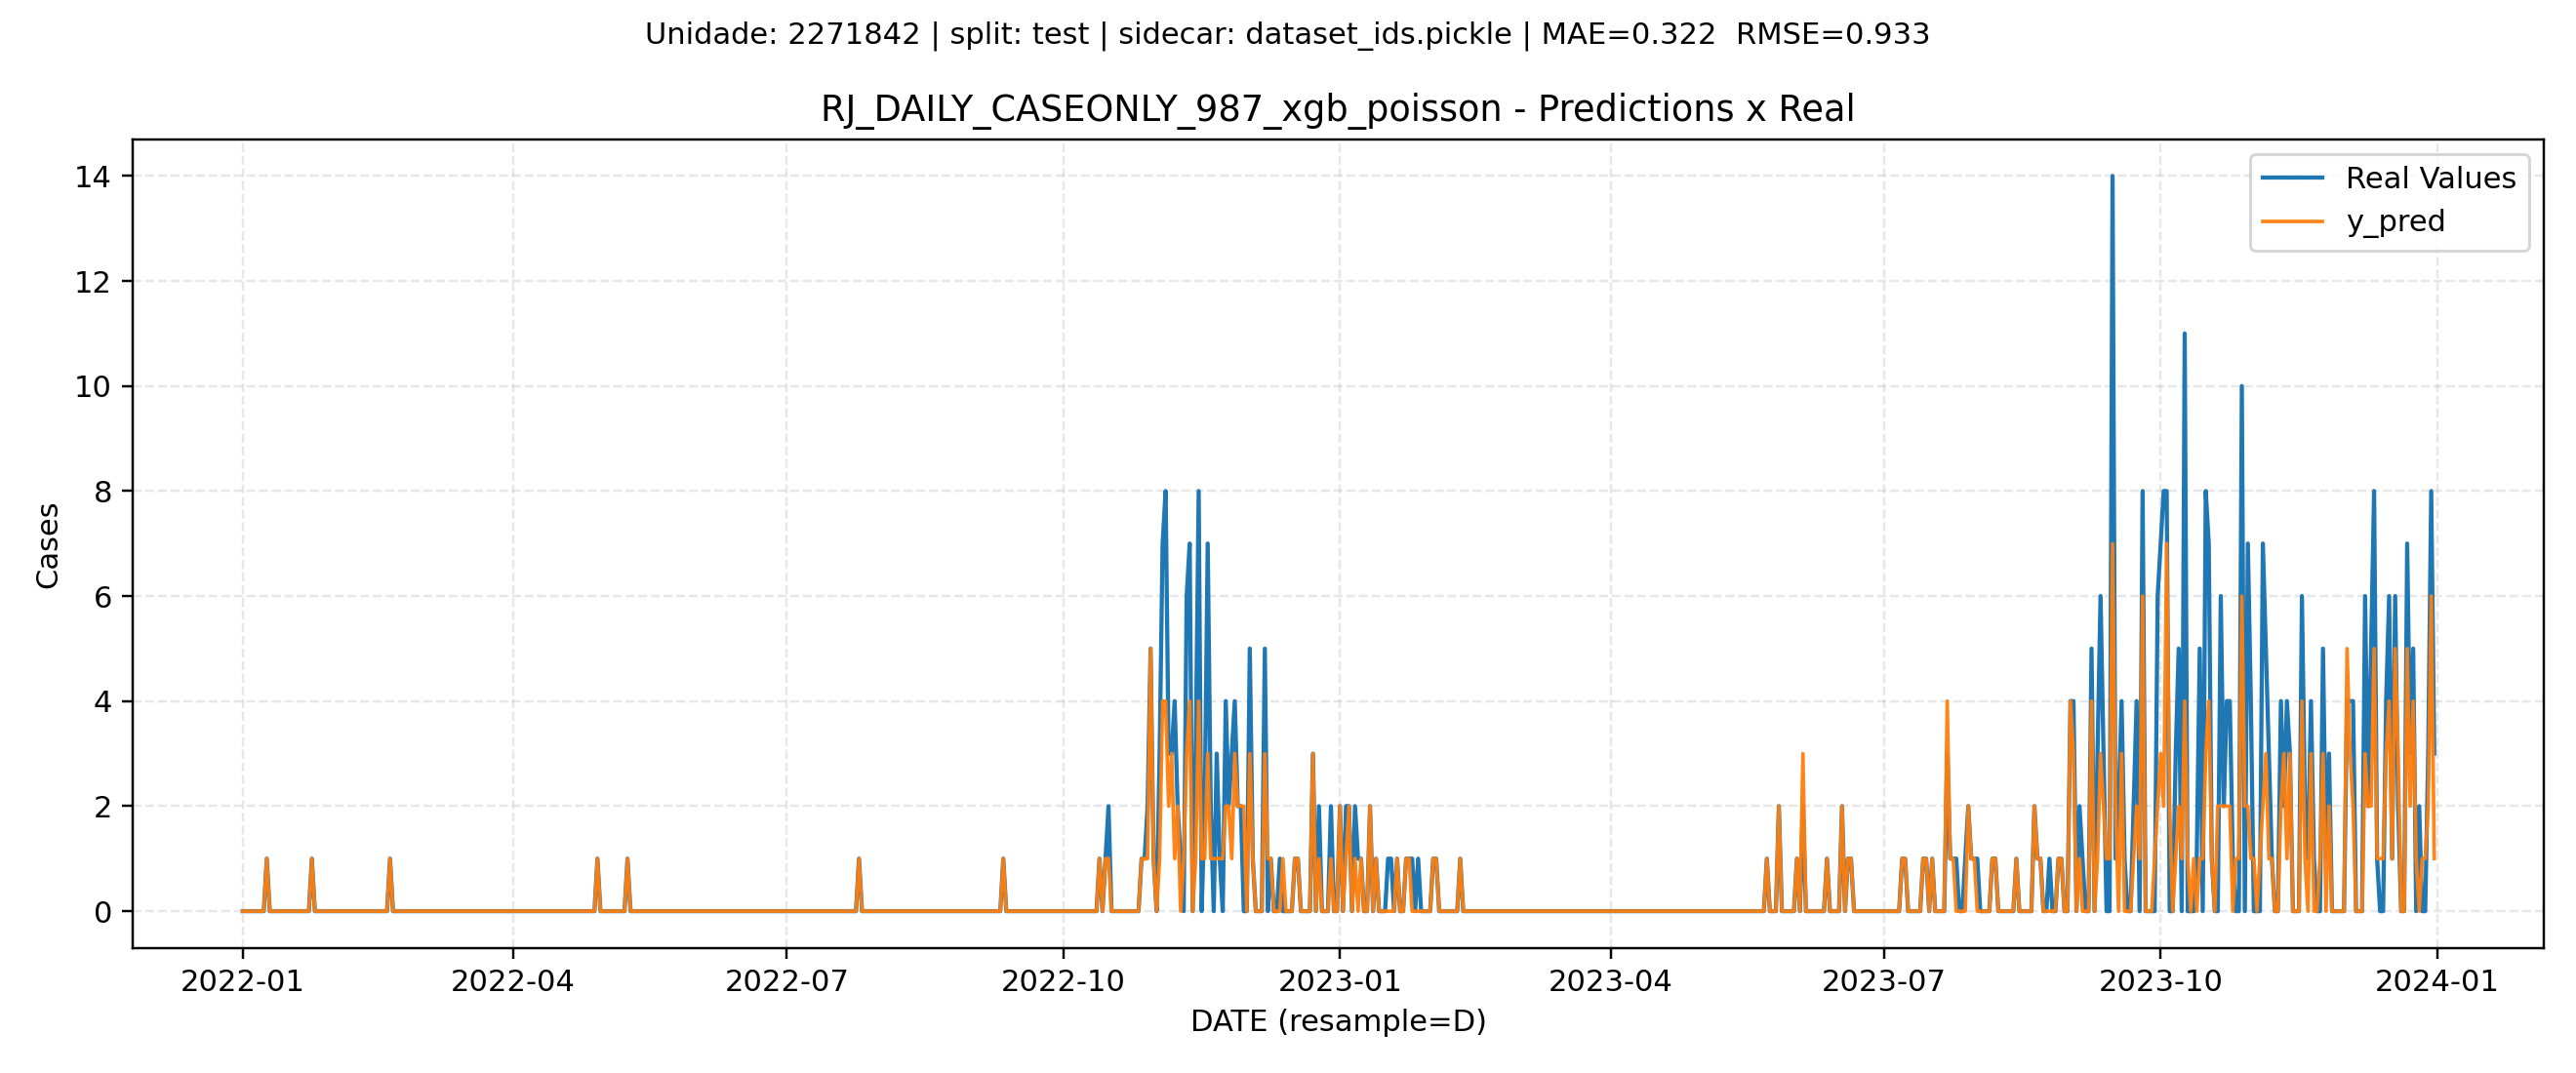 Unidade: 2271842 | split: test | sidecar: dataset_ids.pickle | MAE=0.322  RMSE=0.933
RJ_DAILY_CASEONLY_987_xgb_poisson - Predictions x Real
Real Values
y_pred
14
12
10
8
6
4
2
0
Cases
2022-01
2022-04
2022-07
2022-10
2023-01
2023-04
2023-07
2023-10
2024-01
DATE (resample=D)